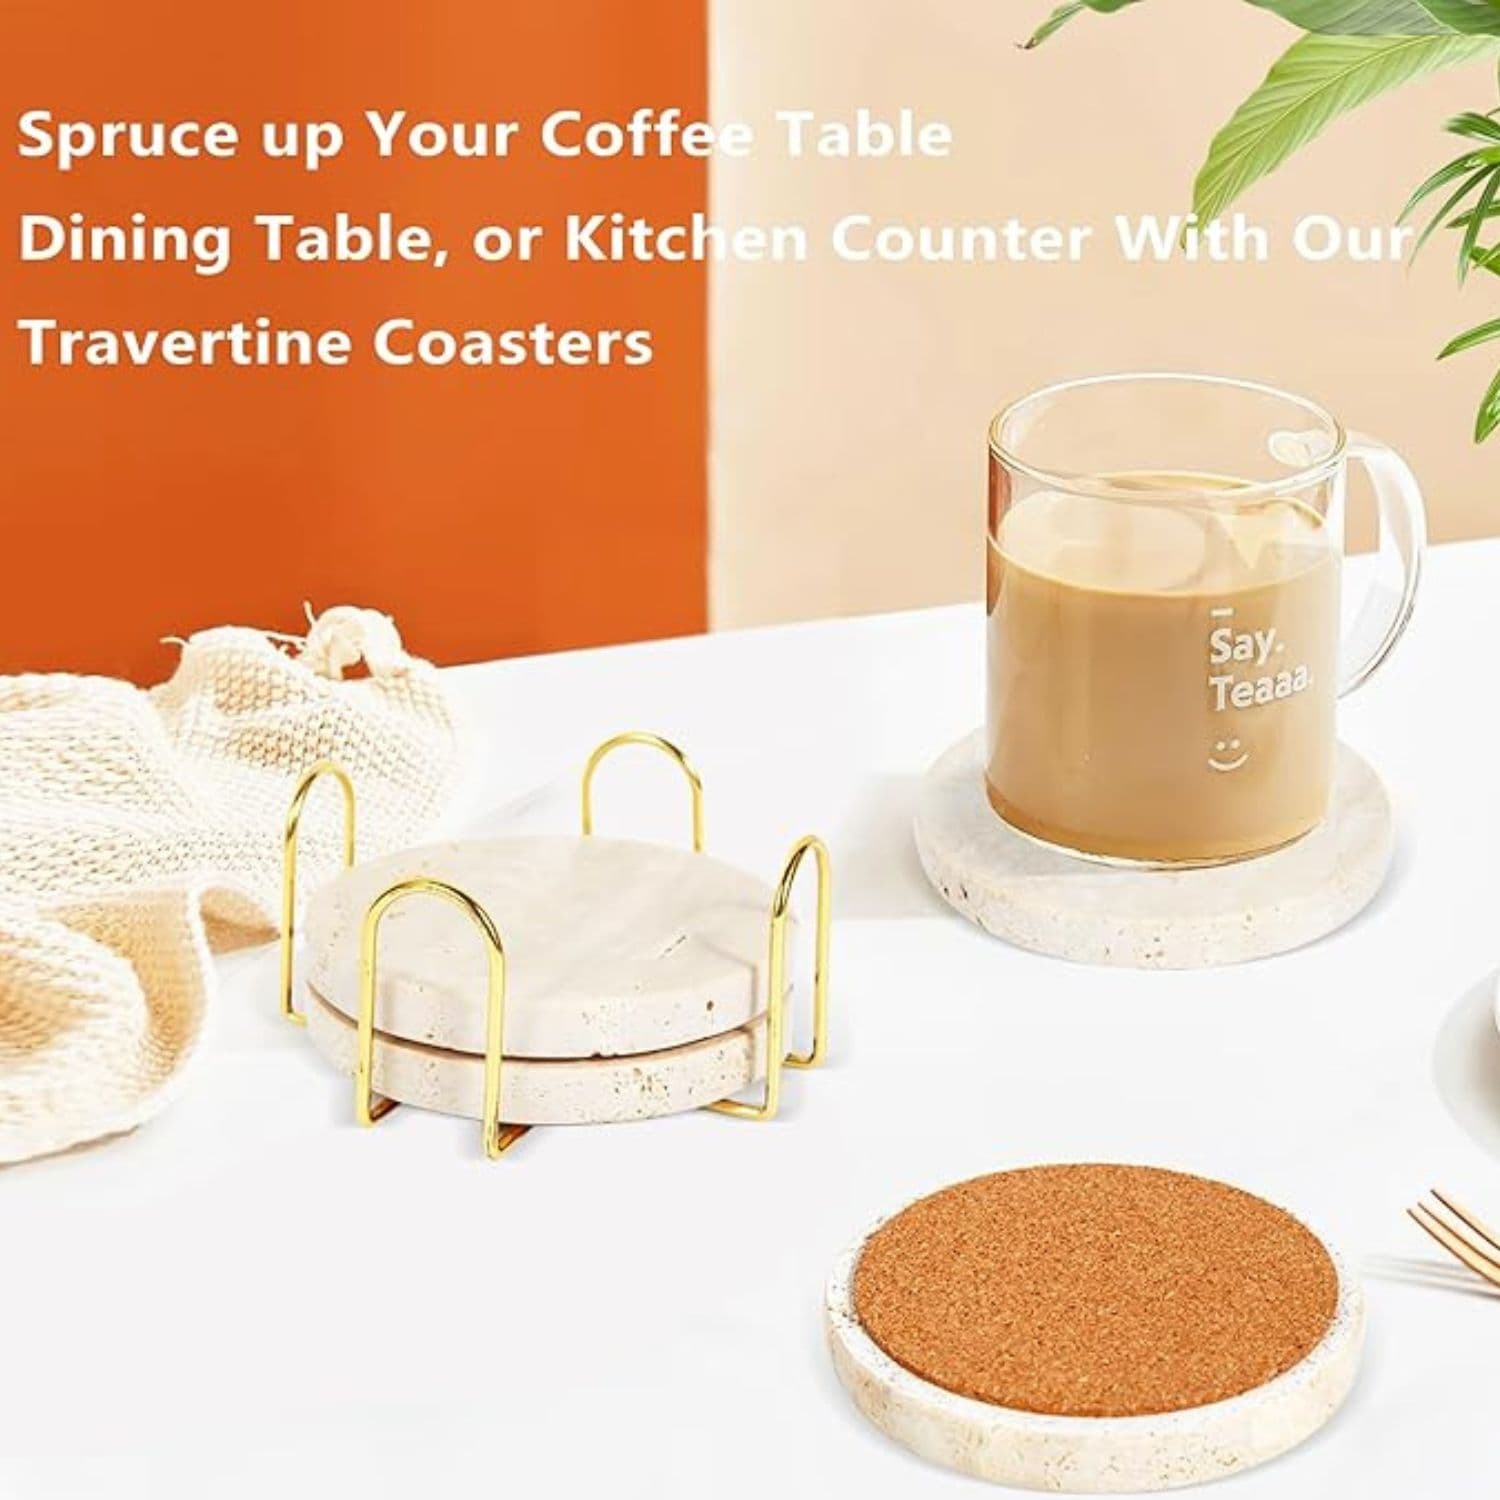 Spruce up Your Coffee Table
Dining Table, or Kitchen Counter With Our
Travertine Coasters
Say.
Teaaa.